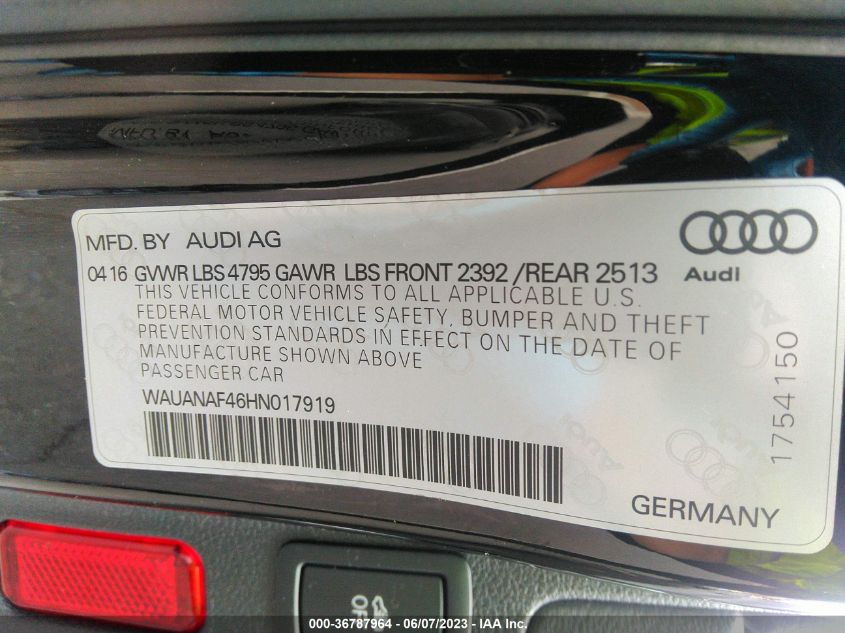 MFD. BY AUDI AG
04 16 GVWR LBS 4795 GAWR LBS FRONT 2392 /REAR 2513
THIS VEHICLE CONFORMS TO ALL APPLICABLE U.S.
FEDERAL MOTOR VEHICLE SAFETY, BUMPER AND THEFT
PREVENTION STANDARDS IN EFFECT ON THE DATE OF
MANUFACTURE SHOWN ABOVE
PASSENGER CAR
WAUANAF46HN017919
Audi
1754150
GERMANY
OFF
000-36787964 - 06/07/2023 - IAA Inc.